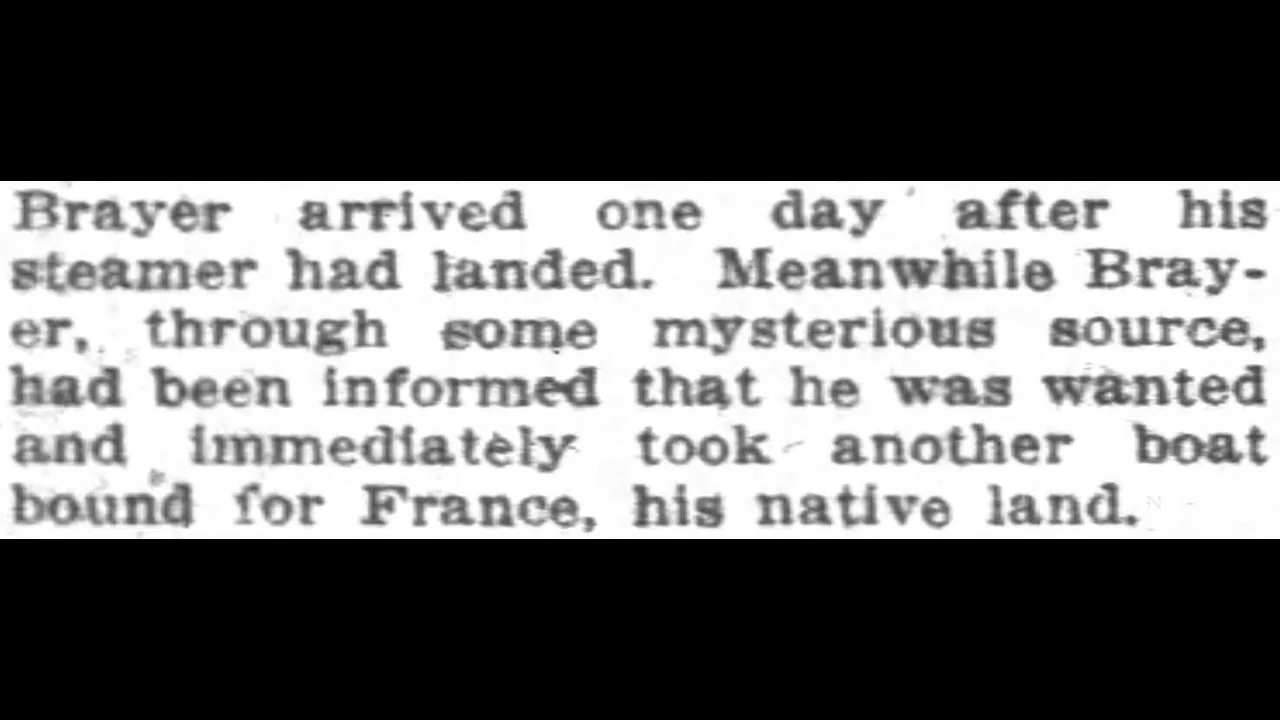 Brayer arrived one day after his
steamer had landed. Meanwhile Bray-
er, through some mysterious source,
had been informed that he was wanted
and immediately took another boat
bound for France, his native land.